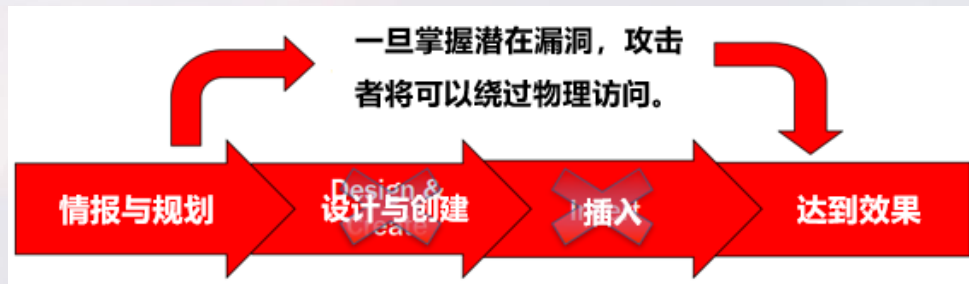 一旦掌握潜在漏洞，攻击
者将可以绕过物理访问。
情报与规划
Design &
设计与创建
Create
插入
达到效果